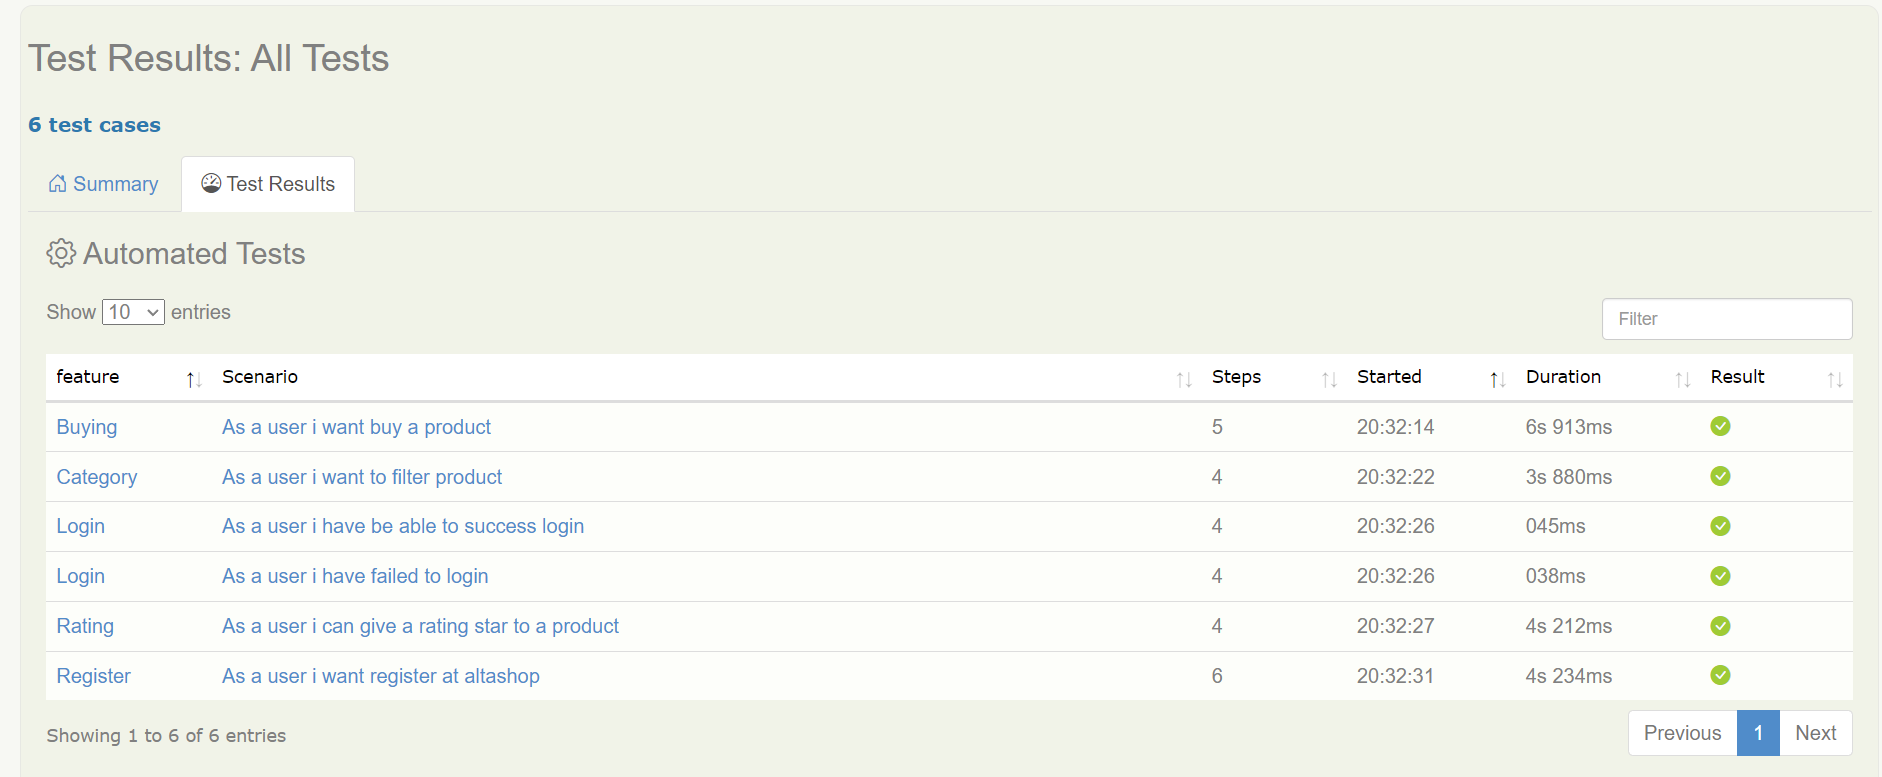 Test Results: All Tests
6 test cases
Summary Test Results
Automated Tests
Show 10 entries
Filter
feature Scenario Steps Started Duration Result
Buying As a user i want buy a product 5 20:32:14 6s 913ms
Category As a user i want to filter product 4 20:32:22 3s 880ms
Login As a user i have be able to success login 4 20:32:26 045ms
Login As a user i have failed to login 4 20:32:26 038ms
Rating As a user i can give a rating star to a product 4 20:32:27 4s 212ms
Register As a user i want register at altashop 6 20:32:31 4s 234ms
Showing 1 to 6 of 6 entries
Previous 1 Next